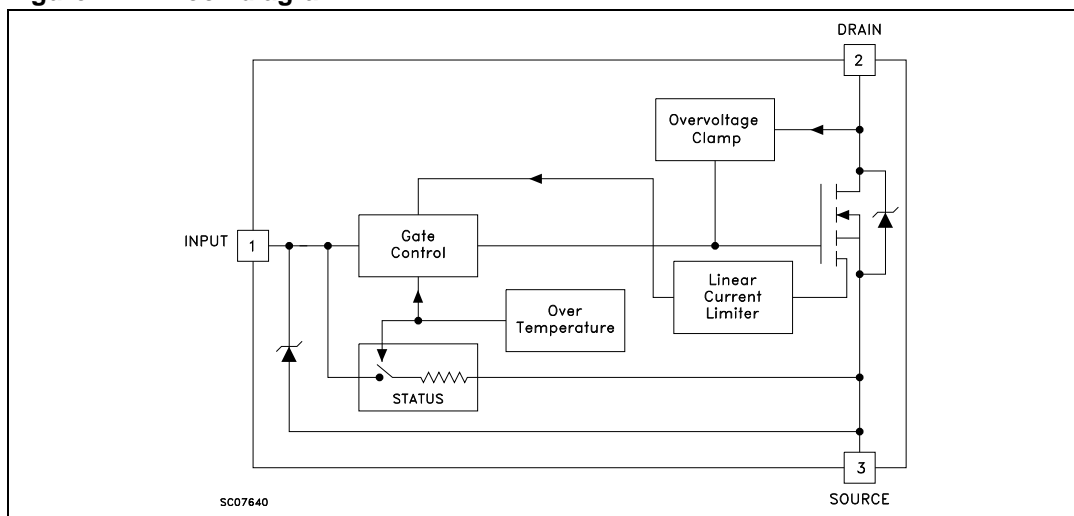 DRAIN
2
Overvoltage
Clamp
INPUT
1
Gate
Control
Linear
Current
Limiter
Over
Temperature
STATUS
3
SC07640
SOURCE